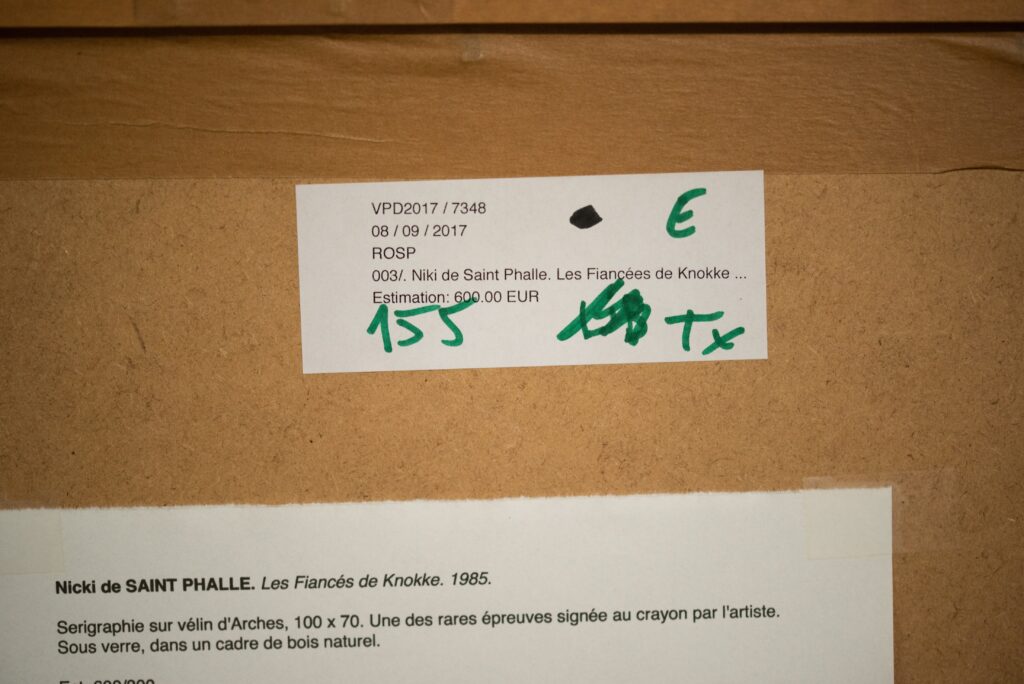 VPD2017 / 7348
E
08 / 09 / 2017
ROSP
003/. Niki de Saint Phalle. Les Fiancées de Knokke ...
Estimation: 600.00 EUR
155
Tx
Nicki de SAINT PHALLE. Les Fiancés de Knokke. 1985.
Serigraphie sur vélin d'Arches, 100 x 70. Une des rares épreuves signée au crayon par l'artiste.
Sous verre, dans un cadre de bois naturel.